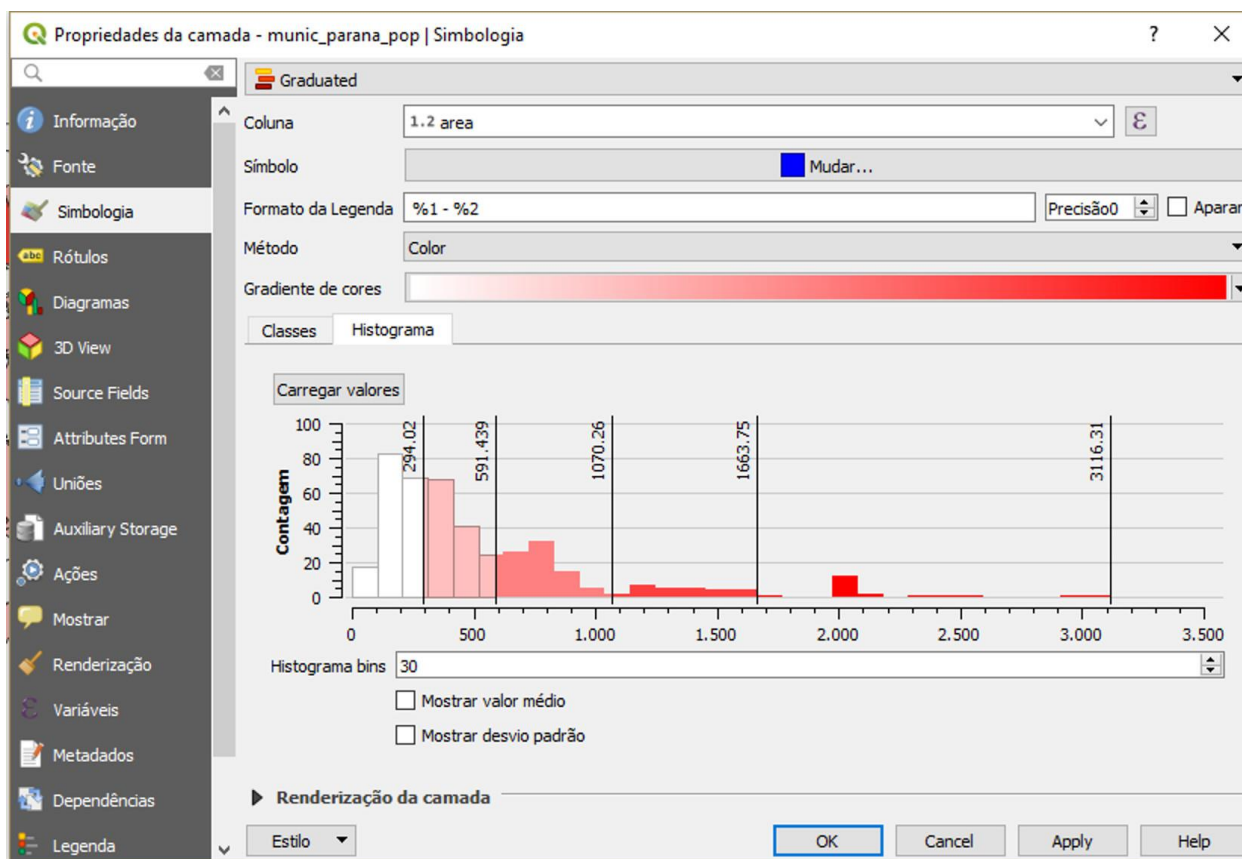 Propriedades da camada - munic_parana_pop | Simbologia
?
Graduated
Informação
Fonte
Simbologia
Rótulos
Diagramas
3D View
Source Fields
Attributes Form
Uniões
Auxiliary Storage
Ações
Mostrar
Renderização
Variáveis
Metadados
Dependências
Legenda
Coluna
1.2 area
ε
Símbolo
Mudar...
Formato da Legenda
%1 - %2
Precisão0
Aparar
Método
Color
Gradiente de cores
Classes
Histograma
Carregar valores
Contagem
100
80
60
40
20
0
294.02
591.439
1070.26
1663.75
3116.31
0 500 1.000 1.500 2.000 2.500 3.000 3.500
Histograma bins
30
Mostrar valor médio
Mostrar desvio padrão
Renderização da camada
Estilo
OK
Cancel
Apply
Help